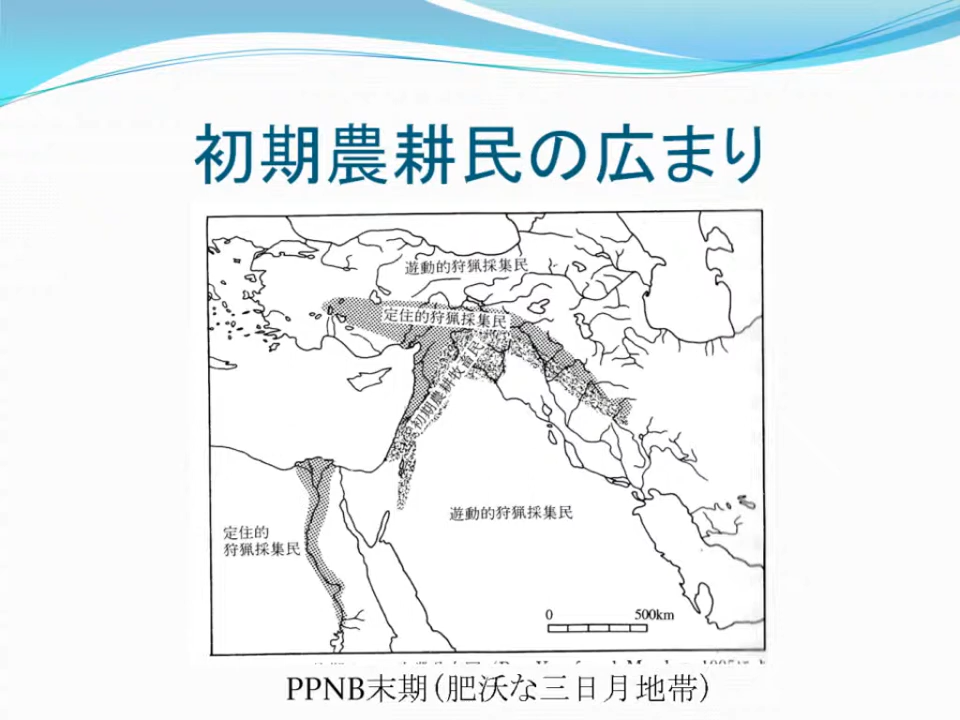 初期農耕民の広まり
遊動的狩猟採集民
定住的狩猟採集民
初期農耕牧畜民
遊動的狩猟採集民
定住的
狩猟採集民
0 500km
PPNB末期(肥沃な三日月地帯)